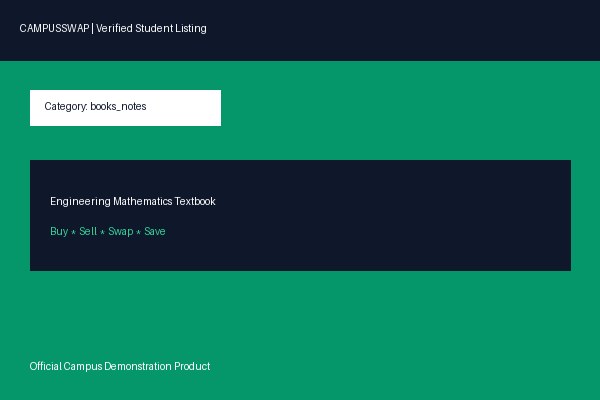 CAMPUSSWAP | Verified Student Listing
Category: books_notes
Engineering Mathematics Textbook
Buy * Sell * Swap * Save
Official Campus Demonstration Product